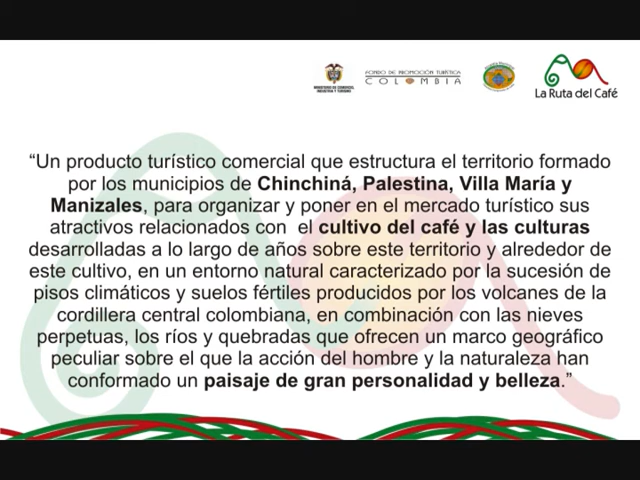 MINISTERIO DE COMERCIO,
INDUSTRIA Y TURISMO
FONDO DE PROMOCIÓN TURÍSTICA
COLOMBIA
La Ruta del Café
“Un producto turístico comercial que estructura el territorio formado
por los municipios de Chinchiná, Palestina, Villa María y
Manizales, para organizar y poner en el mercado turístico sus
atractivos relacionados con el cultivo del café y las culturas
desarrolladas a lo largo de años sobre este territorio y alrededor de
este cultivo, en un entorno natural caracterizado por la sucesión de
pisos climáticos y suelos fértiles producidos por los volcanes de la
cordillera central colombiana, en combinación con las nieves
perpetuas, los ríos y quebradas que ofrecen un marco geográfico
peculiar sobre el que la acción del hombre y la naturaleza han
conformado un paisaje de gran personalidad y belleza.”